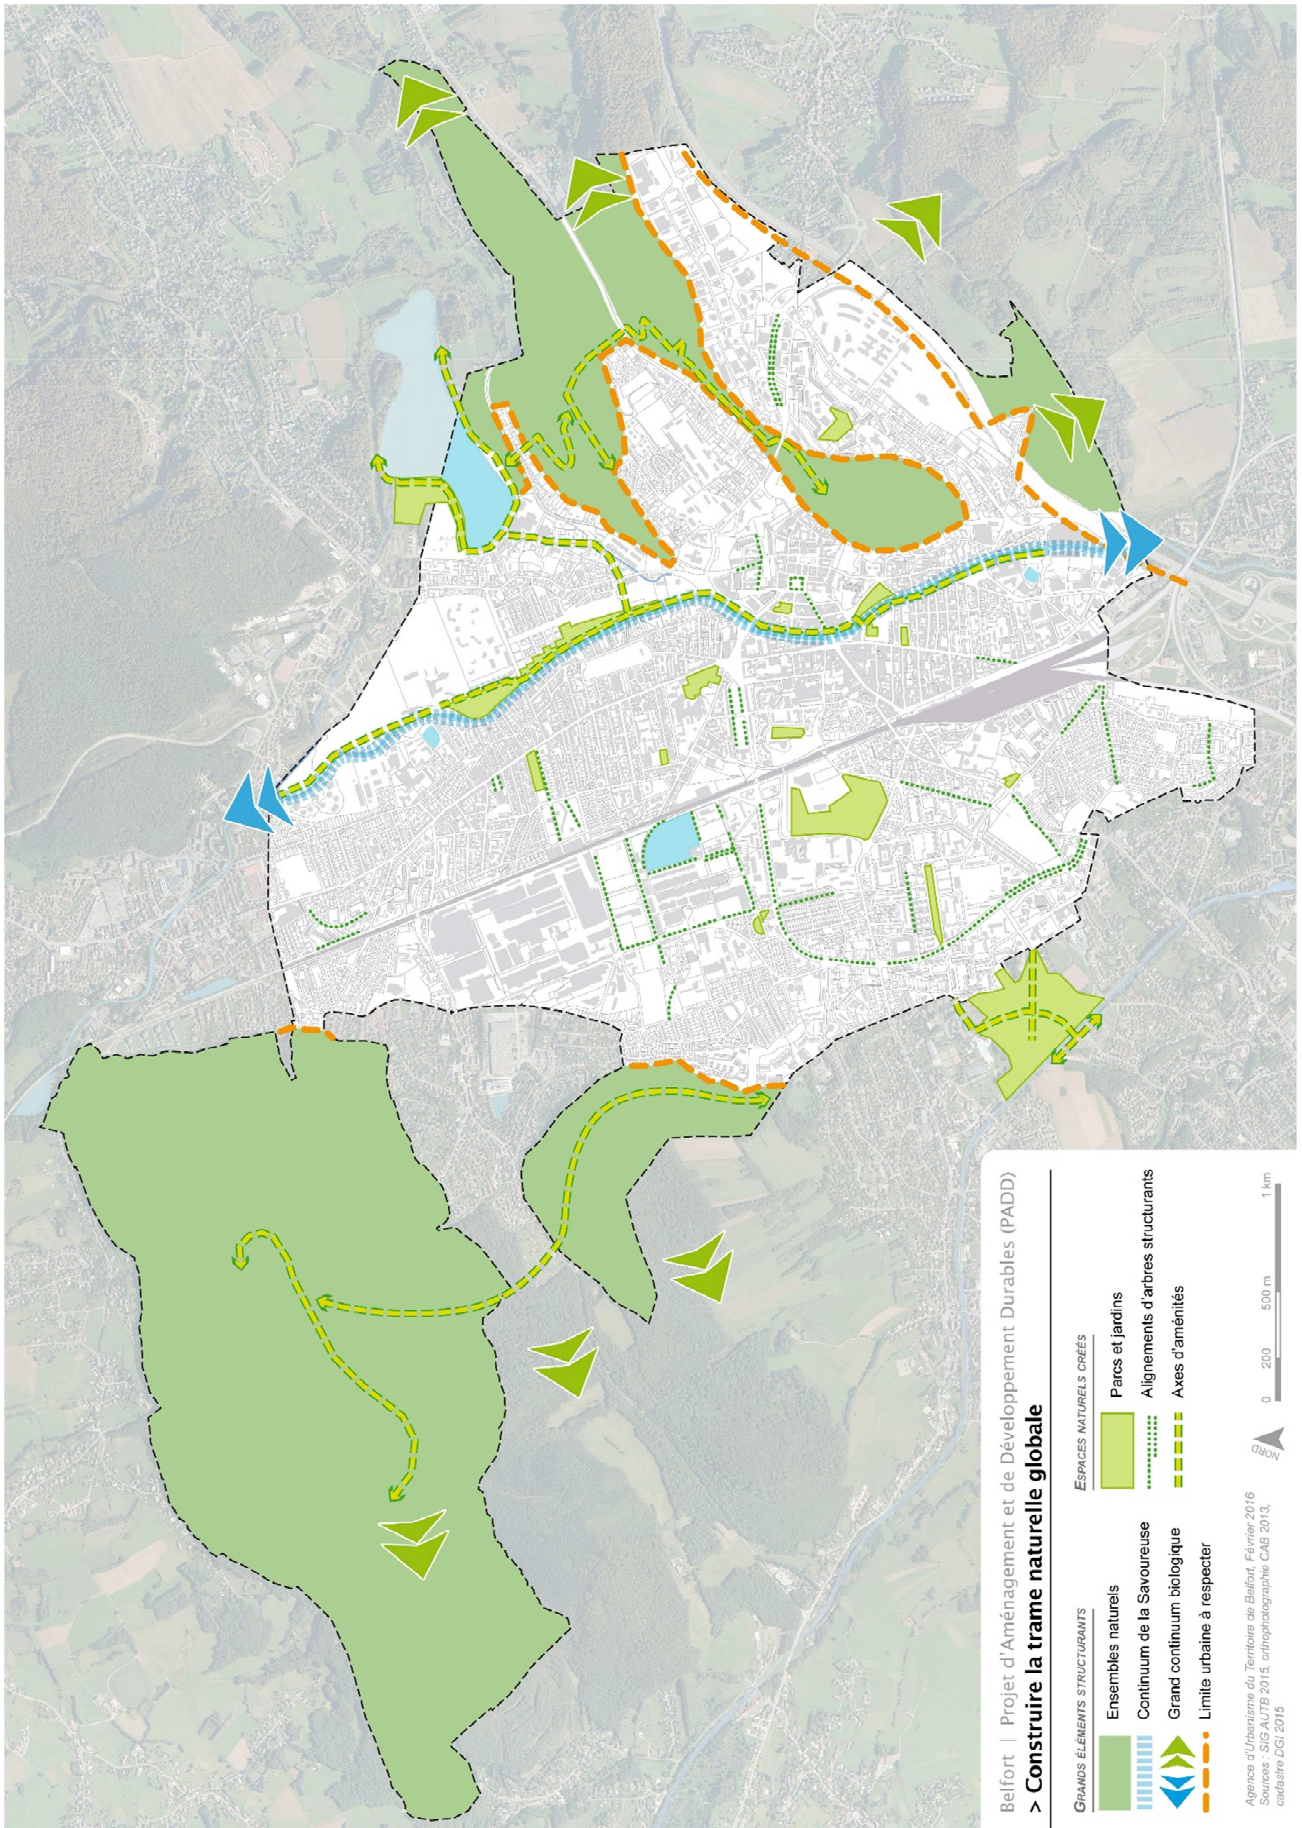 Belfort | Projet d'Aménagement et de Développement Durables (PADD)
> Construire la trame naturelle globale
GRANDS ÉLÉMENTS STRUCTURANTS
Ensembles naturels
Continuum de la Savoureuse
Grand continuum biologique
Limite urbaine à respecter
ESPACES NATURELS CRÉÉS
Parcs et jardins
Alignements d'arbres structurants
Axes d'aménités
Agence d'Urbanisme du Territoire de Belfort, Février 2016
Sources : SIG AUTB 2015, orthophotographie CAB 2013,
cadastre DGI 2015
NORD
0 200 500 m 1 km